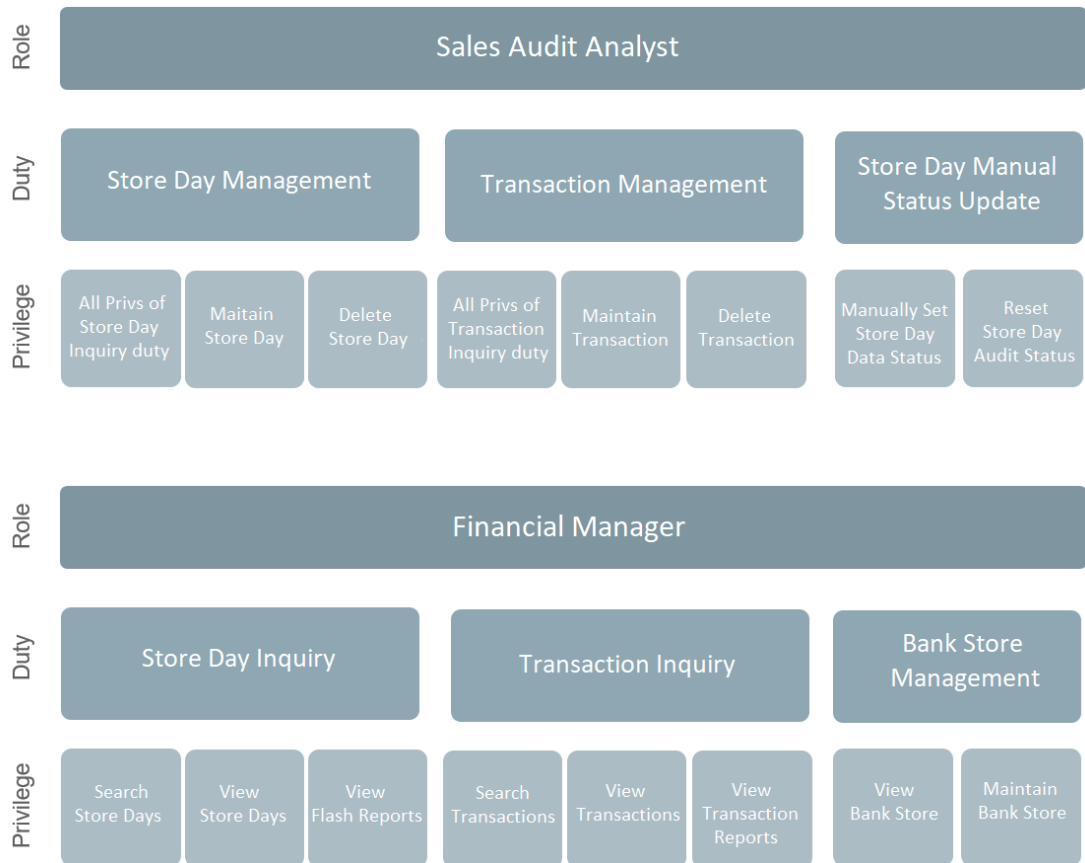 Role
Sales Audit Analyst
Duty
Store Day Management
Transaction Management
Store Day Manual
Status Update
Privilege
All Privs of
Store Day
Inquiry duty
Maitain
Store Day
Delete
Store Day
All Privs of
Transaction
Inquiry duty
Maintain
Transaction
Delete
Transaction
Manually Set
Store Day
Data Status
Reset
Store Day
Audit Status
Role
Financial Manager
Duty
Store Day Inquiry
Transaction Inquiry
Bank Store
Management
Privilege
Search
Store Days
View
Store Days
View
Flash Reports
Search
Transactions
View
Transactions
View
Transaction
Reports
View
Bank Store
Maintain
Bank Store